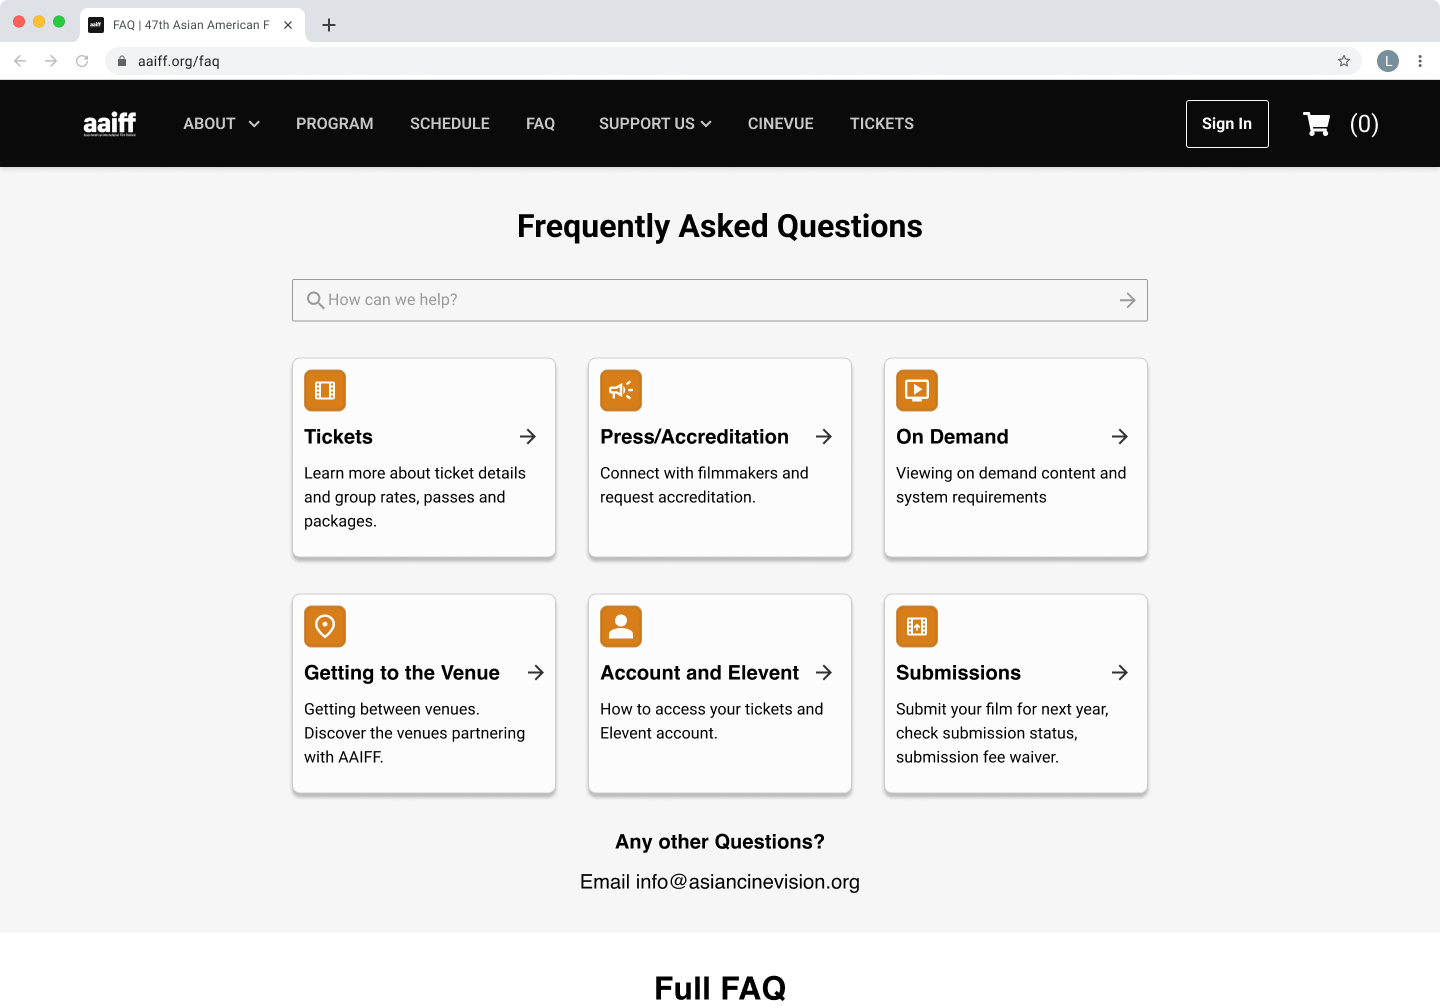 FAQ | 47th Asian American F
aaiff.org/faq
L
aaiff
ABOUT
PROGRAM
SCHEDULE
FAQ
SUPPORT US
CINEVUE
TICKETS
Sign In
(0)
Frequently Asked Questions
How can we help?
Tickets
Learn more about ticket details
and group rates, passes and
packages.
Press/Accreditation
Connect with filmmakers and
request accreditation.
On Demand
Viewing on demand content and
system requirements
Getting to the Venue
Getting between venues.
Discover the venues partnering
with AAIFF.
Account and Elevent
How to access your tickets and
Elevent account.
Submissions
Submit your film for next year,
check submission status,
submission fee waiver.
Any other Questions?
Email info@asiancinevision.org
Full FAQ